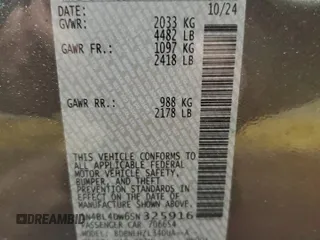 DATE: 10/24
GVWR: 2033 KG
4482 LB
GAWR FR: 1097 KG
2418 LB
GAWR RR: 988 KG
2178 LB
THIS VEHICLE CONFORMS TO
ALL APPLICABLE FEDERAL
MOTOR VEHICLE SAFETY,
BUMPER, AND THEFT
PREVENTION STANDARDS IN
EFFECT ON THE DATE OF
MANUFACTURE SHOWN ABOVE.
325916
PASSENGER CAR
MODEL:
DREAMBID